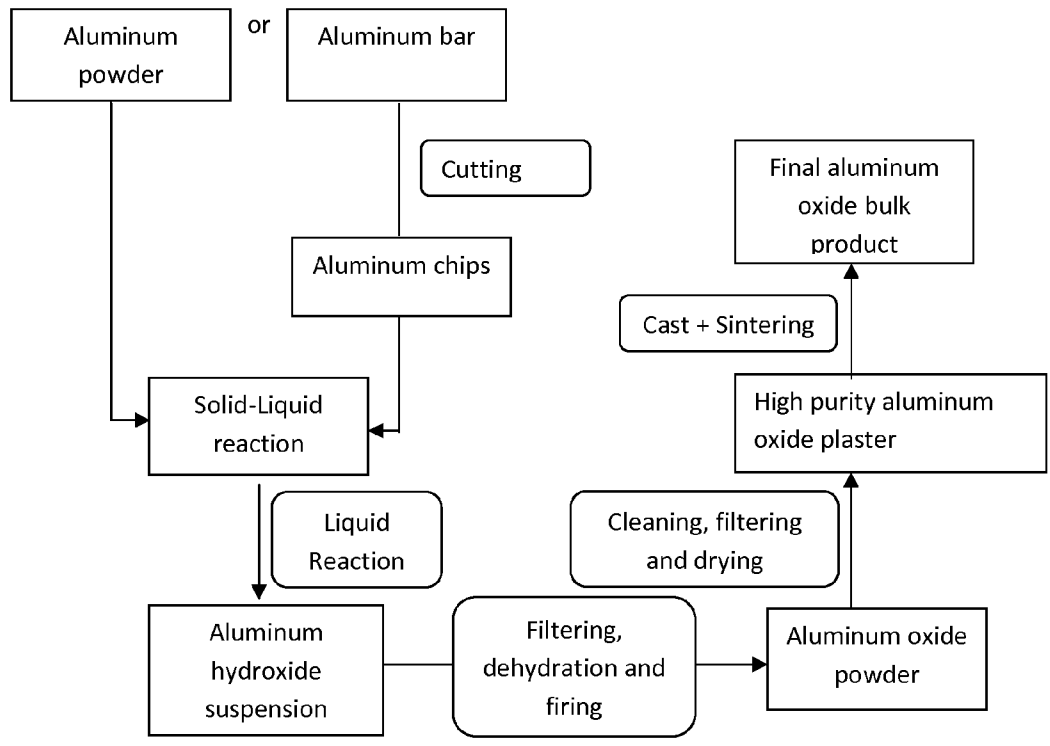 Aluminum
powder
or
Aluminum bar
Cutting
Aluminum chips
Solid-Liquid
reaction
Liquid
Reaction
Aluminum
hydroxide
suspension
Filtering,
dehydration and
firing
Aluminum oxide
powder
Cleaning, filtering
and drying
High purity aluminum
oxide plaster
Cast + Sintering
Final aluminum
oxide bulk
product